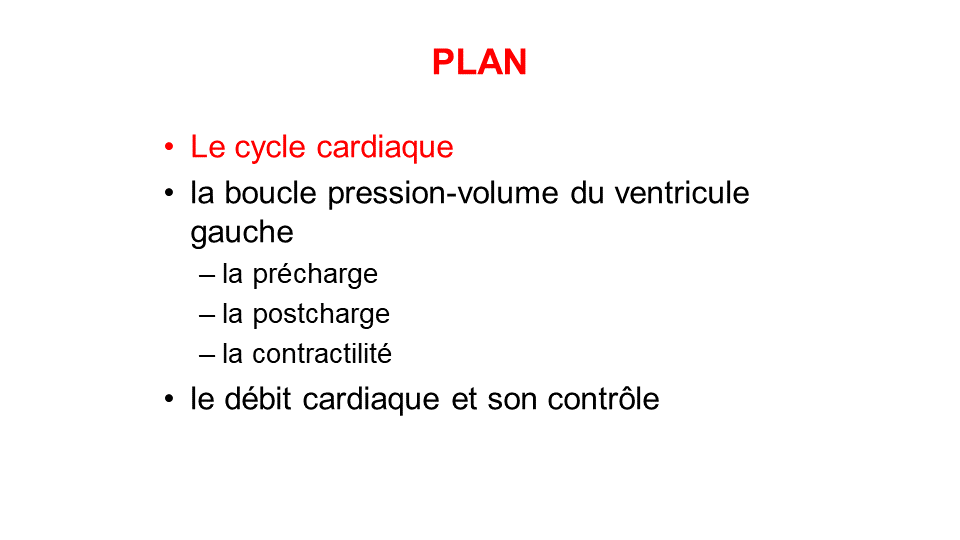 PLAN
• Le cycle cardiaque
• la boucle pression-volume du ventricule
gauche
– la précharge
– la postcharge
– la contractilité
• le débit cardiaque et son contrôle